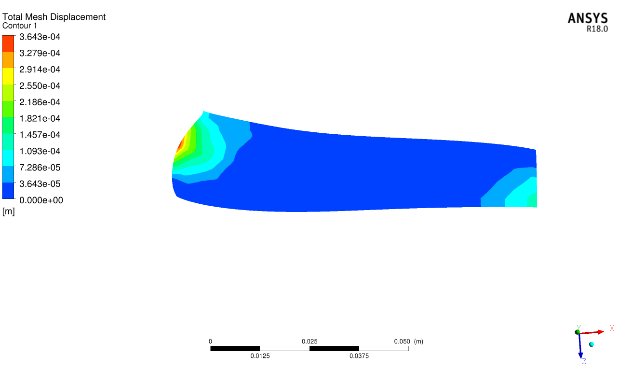 Total Mesh Displacement
Contour 1
3.643e-04
3.279e-04
2.914e-04
2.550e-04
2.186e-04
1.821e-04
1.457e-04
1.093e-04
7.286e-05
3.643e-05
0.000e+00
[m]
ANSYS
R18.0
0 0.025 0.050 (m)
0.0125 0.0375
Y
X
Z